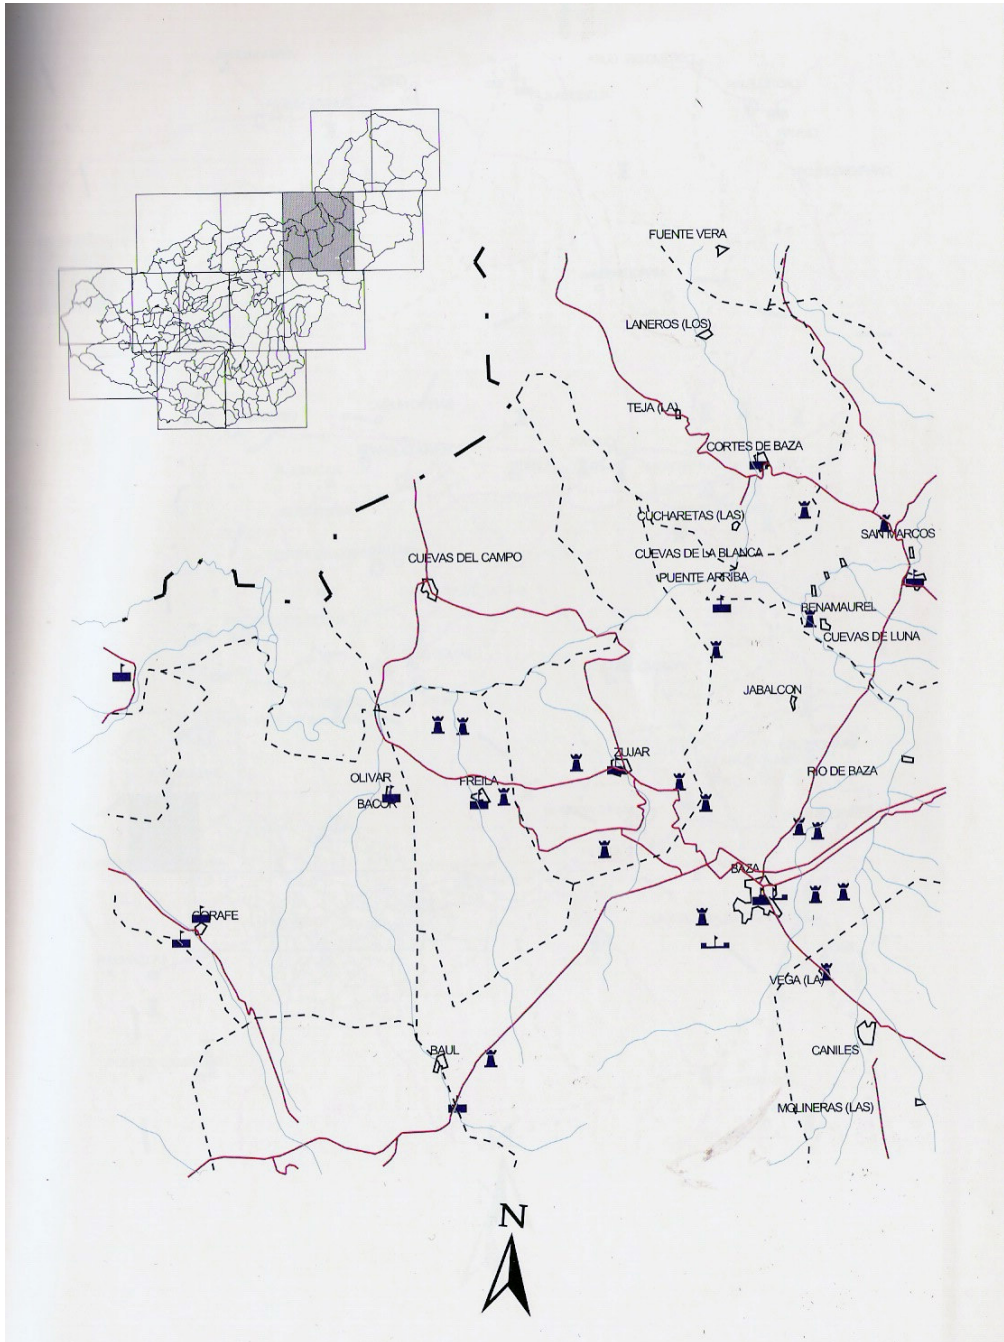 FUENTE VERA
LANEROS (LOS)
TEJA (LA)
CORTES DE BAZA
CUCHARETAS (LAS)
SAN MARCOS
CUEVAS DEL CAMPO
CUEVAS DE LA BLANCA
PUENTE ARRIBA
BENAMAUREL
CUEVAS DE LUNA
JABALCON
ZUJAR
RIO DE BAZA
OLIVAR
FREILA
BACOR
BAZA
GORAFE
VEGA (LA)
BAUL
CANILES
MOLINERAS (LAS)
N